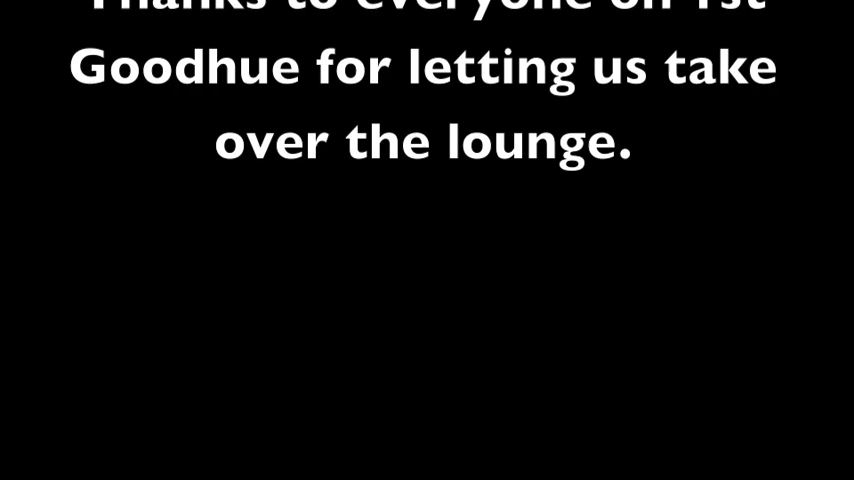 Thanks to everyone on 1st
Goodhue for letting us take
over the lounge.